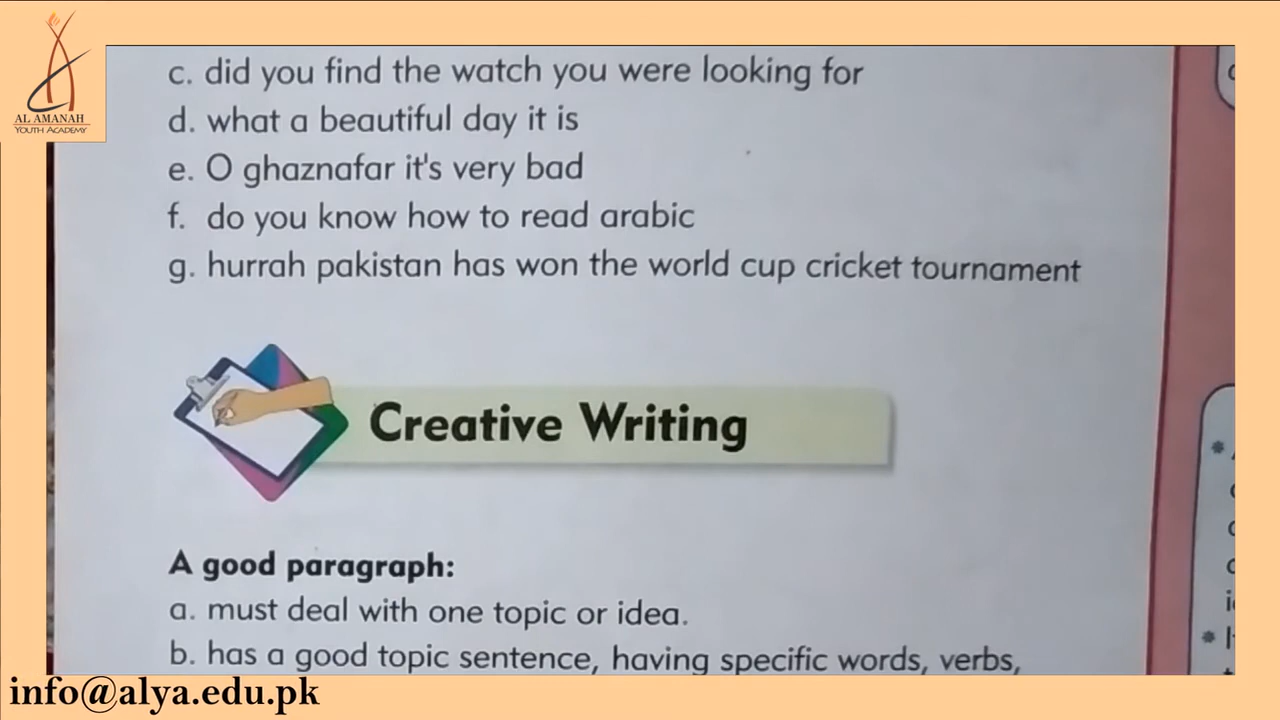 AL AMANAH
YOUTH ACADEMY
c. did you find the watch you were looking for
d. what a beautiful day it is
e. O ghaznafar it's very bad
f. do you know how to read arabic
g. hurrah pakistan has won the world cup cricket tournament
Creative Writing
A good paragraph:
a. must deal with one topic or idea.
b. has a good topic sentence, having specific words, verbs,
info@alya.edu.pk